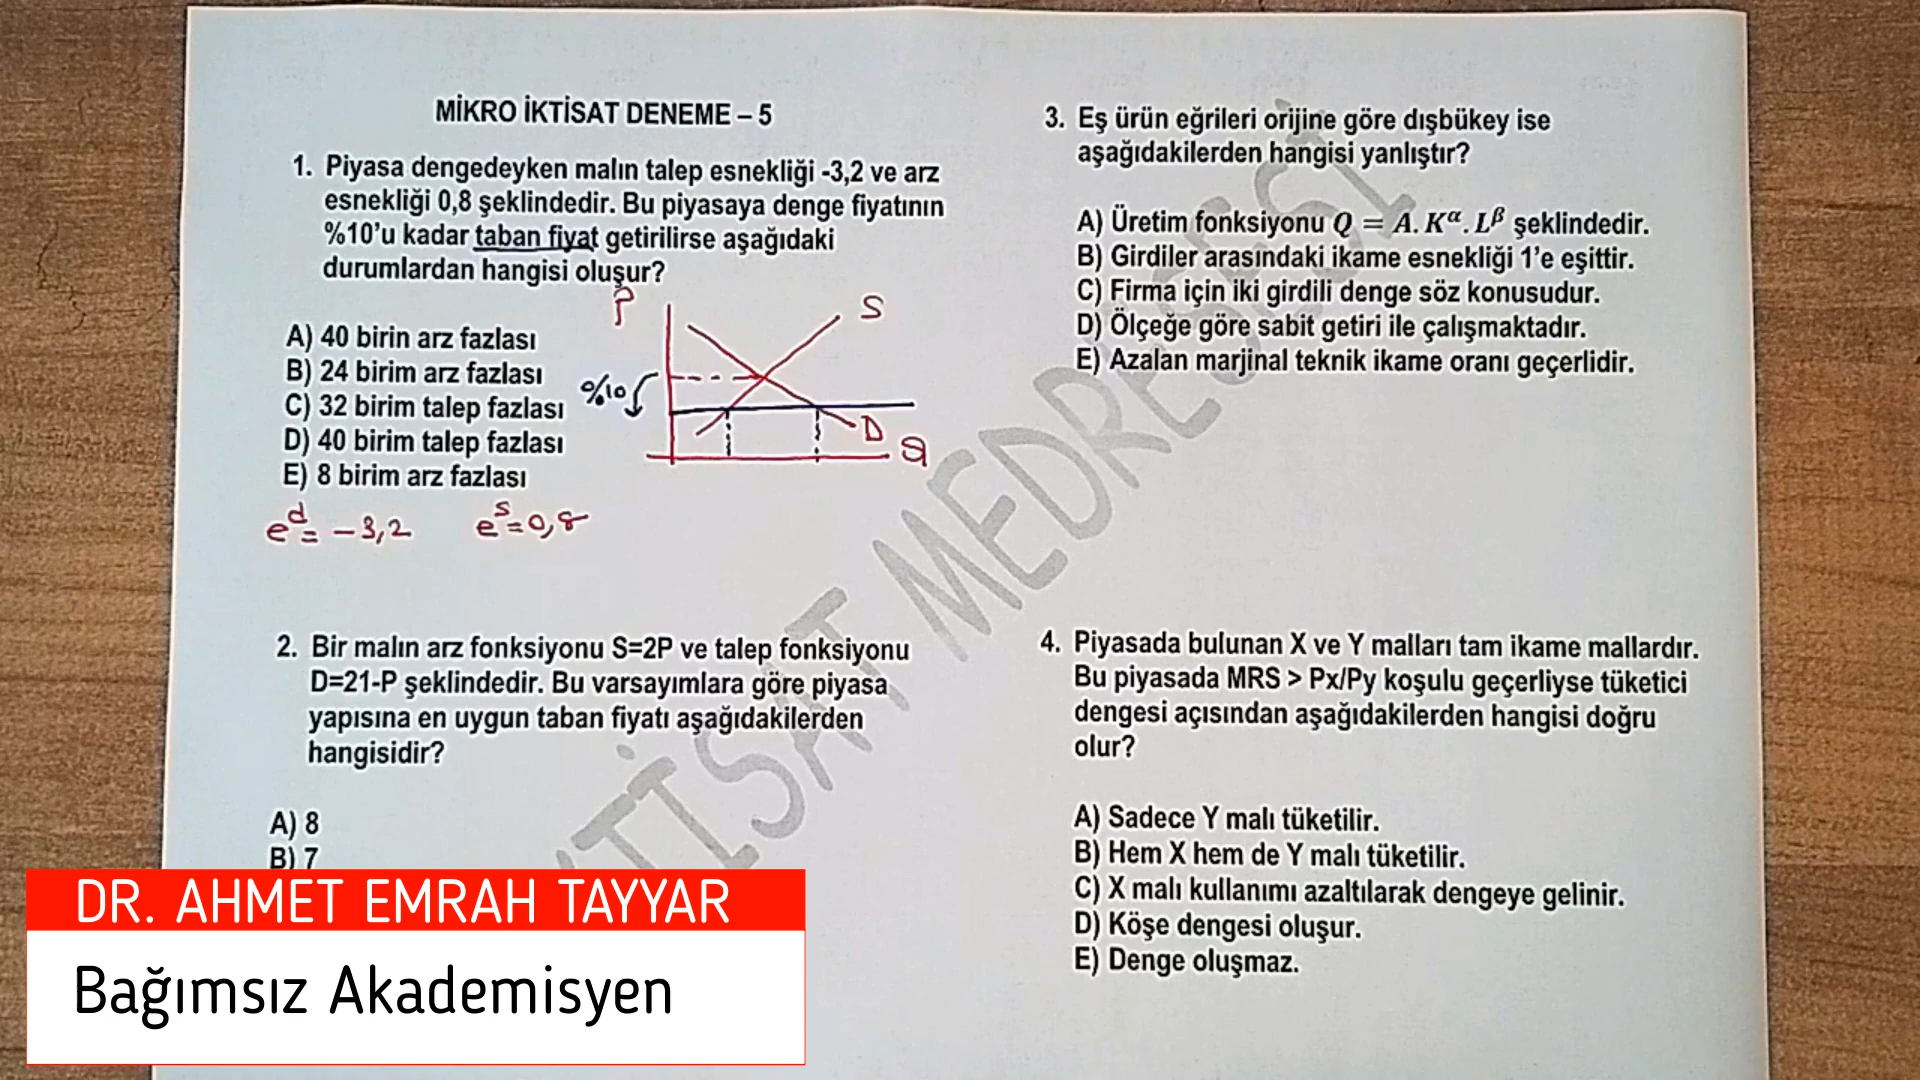 MİKRO İKTİSAT DENEME – 5
1. Piyasa dengedeyken malın talep esnekliği -3,2 ve arz
esnekliği 0,8 şeklindedir. Bu piyasaya denge fiyatının
%10'u kadar taban fiyat getirilirse aşağıdaki
durumlardan hangisi oluşur?
A) 40 birin arz fazlası
B) 24 birim arz fazlası
C) 32 birim talep fazlası
D) 40 birim talep fazlası
E) 8 birim arz fazlası
P
S
%10
D
Q
e^d = -3,2 e^s = 0,8
2. Bir malın arz fonksiyonu S=2P ve talep fonksiyonu
D=21-P şeklindedir. Bu varsayımlara göre piyasa
yapısına en uygun taban fiyatı aşağıdakilerden
hangisidir?
A) 8
B) 7
3. Eş ürün eğrileri orijine göre dışbükey ise
aşağıdakilerden hangisi yanlıştır?
A) Üretim fonksiyonu Q = A. K^α. L^β şeklindedir.
B) Girdiler arasındaki ikame esnekliği 1'e eşittir.
C) Firma için iki girdili denge söz konusudur.
D) Ölçeğe göre sabit getiri ile çalışmaktadır.
E) Azalan marjinal teknik ikame oranı geçerlidir.
4. Piyasada bulunan X ve Y malları tam ikame mallardır.
Bu piyasada MRS > Px/Py koşulu geçerliyse tüketici
dengesi açısından aşağıdakilerden hangisi doğru
olur?
A) Sadece Y malı tüketilir.
B) Hem X hem de Y malı tüketilir.
C) X malı kullanımı azaltılarak dengeye gelinir.
D) Köşe dengesi oluşur.
E) Denge oluşmaz.
MEDRESESİ
DR. AHMET EMRAH TAYYAR
Bağımsız Akademisyen